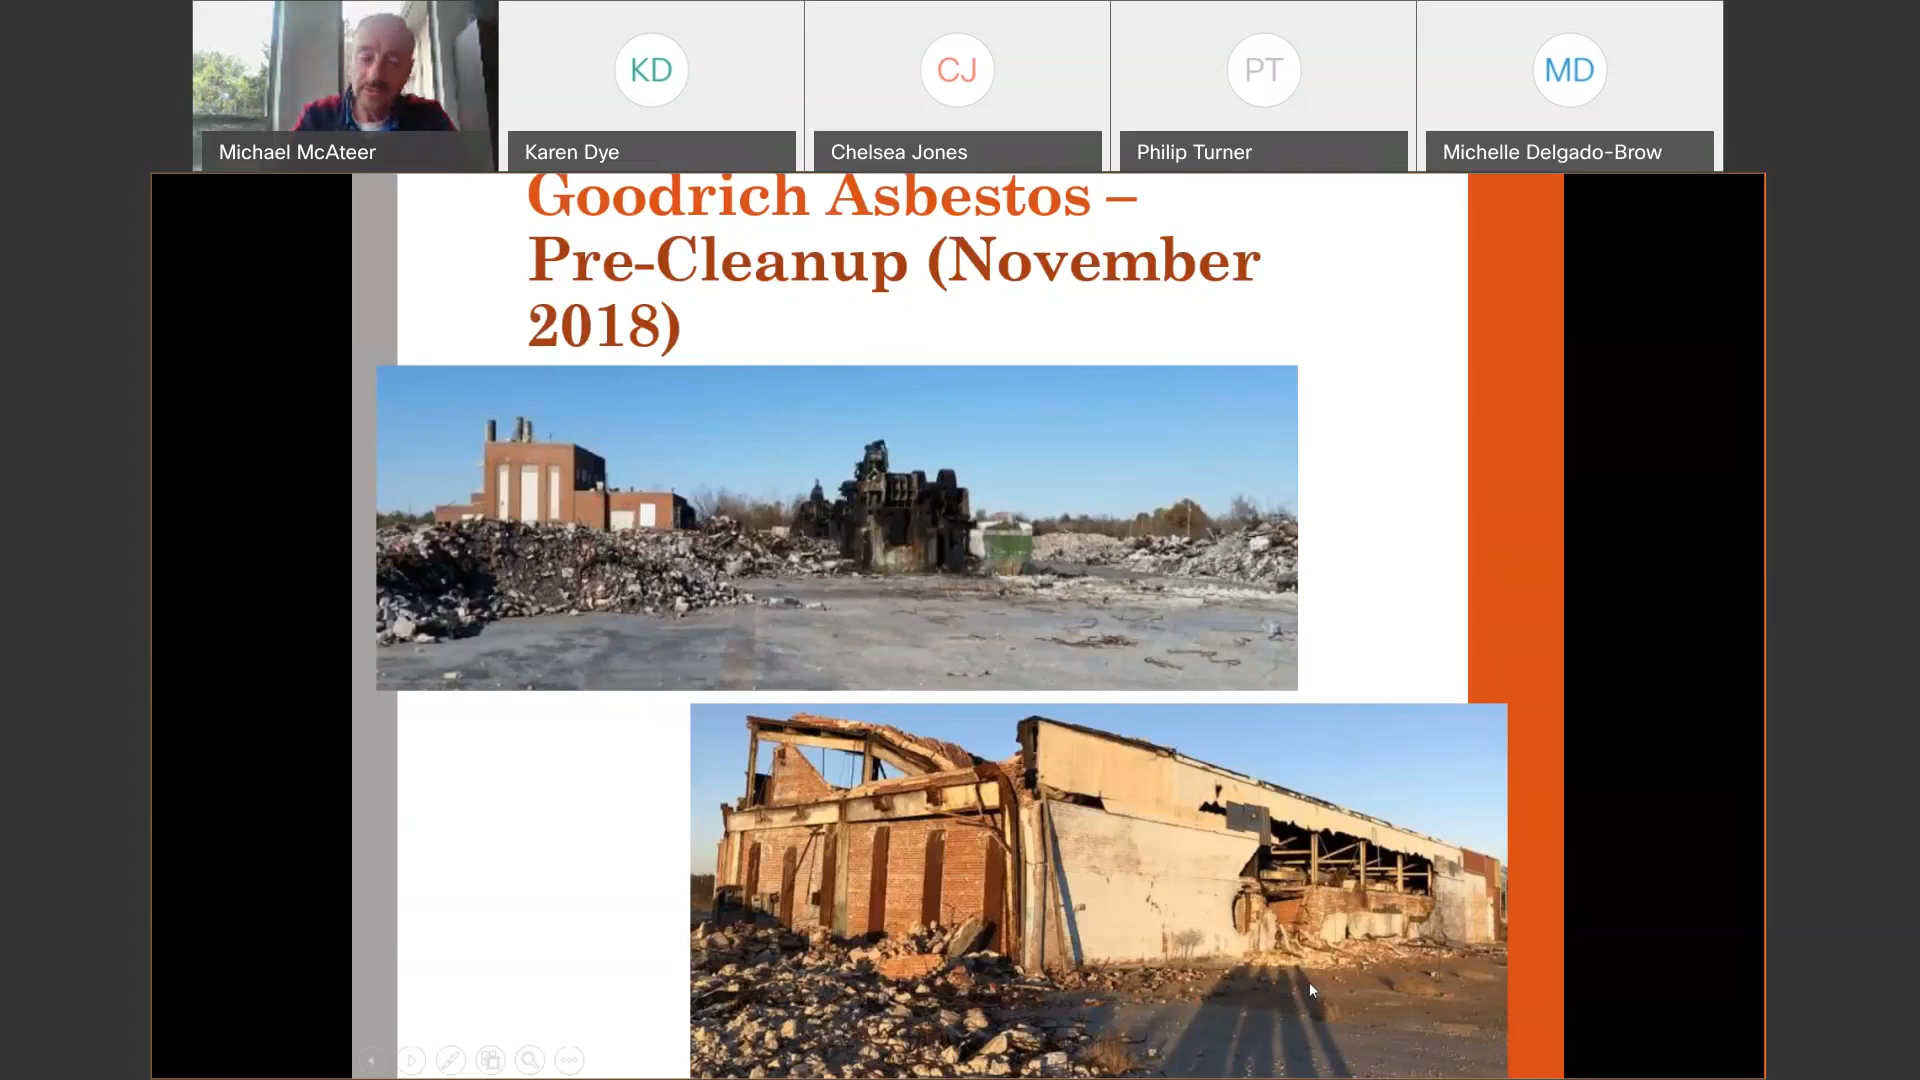 KD
CJ
PT
MD
Michael McAteer
Karen Dye
Chelsea Jones
Philip Turner
Michelle Delgado-Brow
Goodrich Asbestos –
Pre-Cleanup (November
2018)